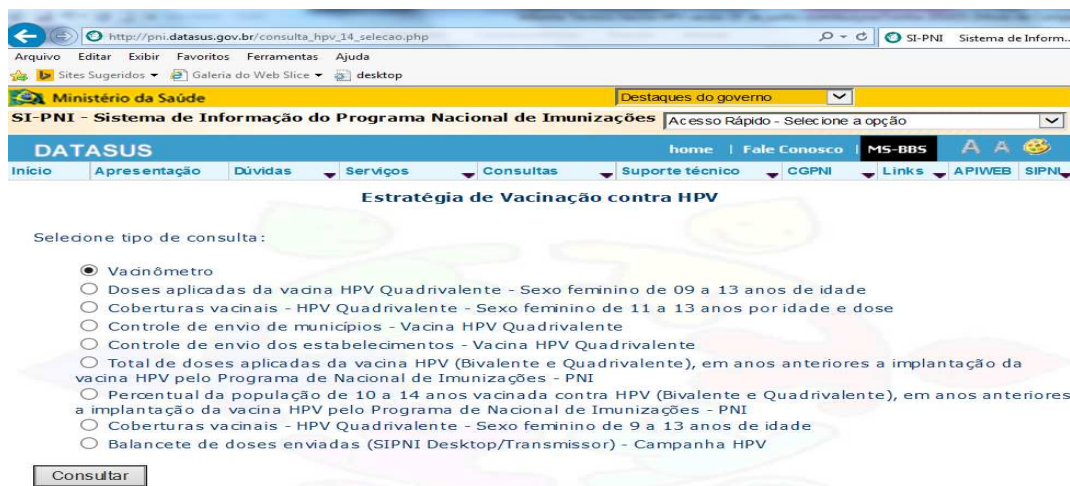 http://pni.datasus.gov.br/consulta_hpv_14_selecao.php
SI-PNI Sistema de Inform...
Arquivo Editar Exibir Favoritos Ferramentas Ajuda
Sites Sugeridos Galeria do Web Slice desktop
Ministério da Saúde
Destaques do governo
SI-PNI - Sistema de Informação do Programa Nacional de Imunizações
Acesso Rápido - Selecione a opção
DATASUS
home | Fale Conosco | MS-BBS A A
Início Apresentação Dúvidas Serviços Consultas Suporte técnico CGPNI Links APIWEB SIPNI
Estratégia de Vacinação contra HPV
Selecione tipo de consulta:
Vacinômetro
Doses aplicadas da vacina HPV Quadrivalente - Sexo feminino de 09 a 13 anos de idade
Coberturas vacinais - HPV Quadrivalente - Sexo feminino de 11 a 13 anos por idade e dose
Controle de envio de municípios - Vacina HPV Quadrivalente
Controle de envio dos estabelecimentos - Vacina HPV Quadrivalente
Total de doses aplicadas da vacina HPV (Bivalente e Quadrivalente), em anos anteriores a implantação da
vacina HPV pelo Programa de Nacional de Imunizações - PNI
Percentual da população de 10 a 14 anos vacinada contra HPV (Bivalente e Quadrivalente), em anos anteriores
a implantação da vacina HPV pelo Programa de Nacional de Imunizações - PNI
Coberturas vacinais - HPV Quadrivalente - Sexo feminino de 9 a 13 anos de idade
Balancete de doses enviadas (SIPNI Desktop/Transmissor) - Campanha HPV
Consultar